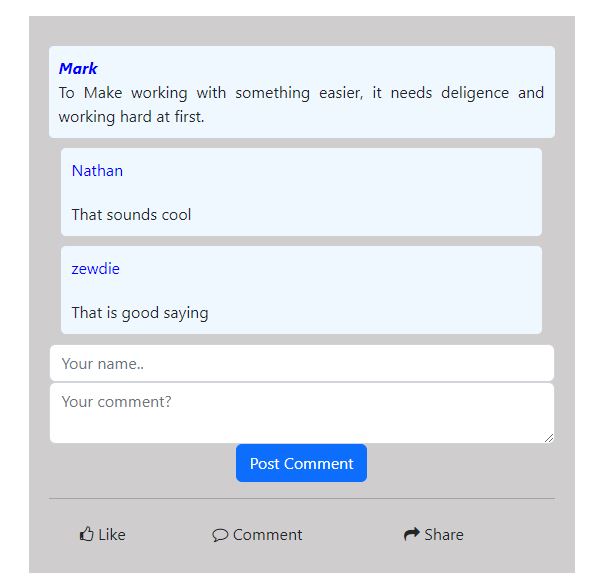 Mark
To Make working with something easier, it needs deligence and
working hard at first.
Nathan
That sounds cool
zewdie
That is good saying
Your name..
Your comment?
Post Comment
Like Comment Share